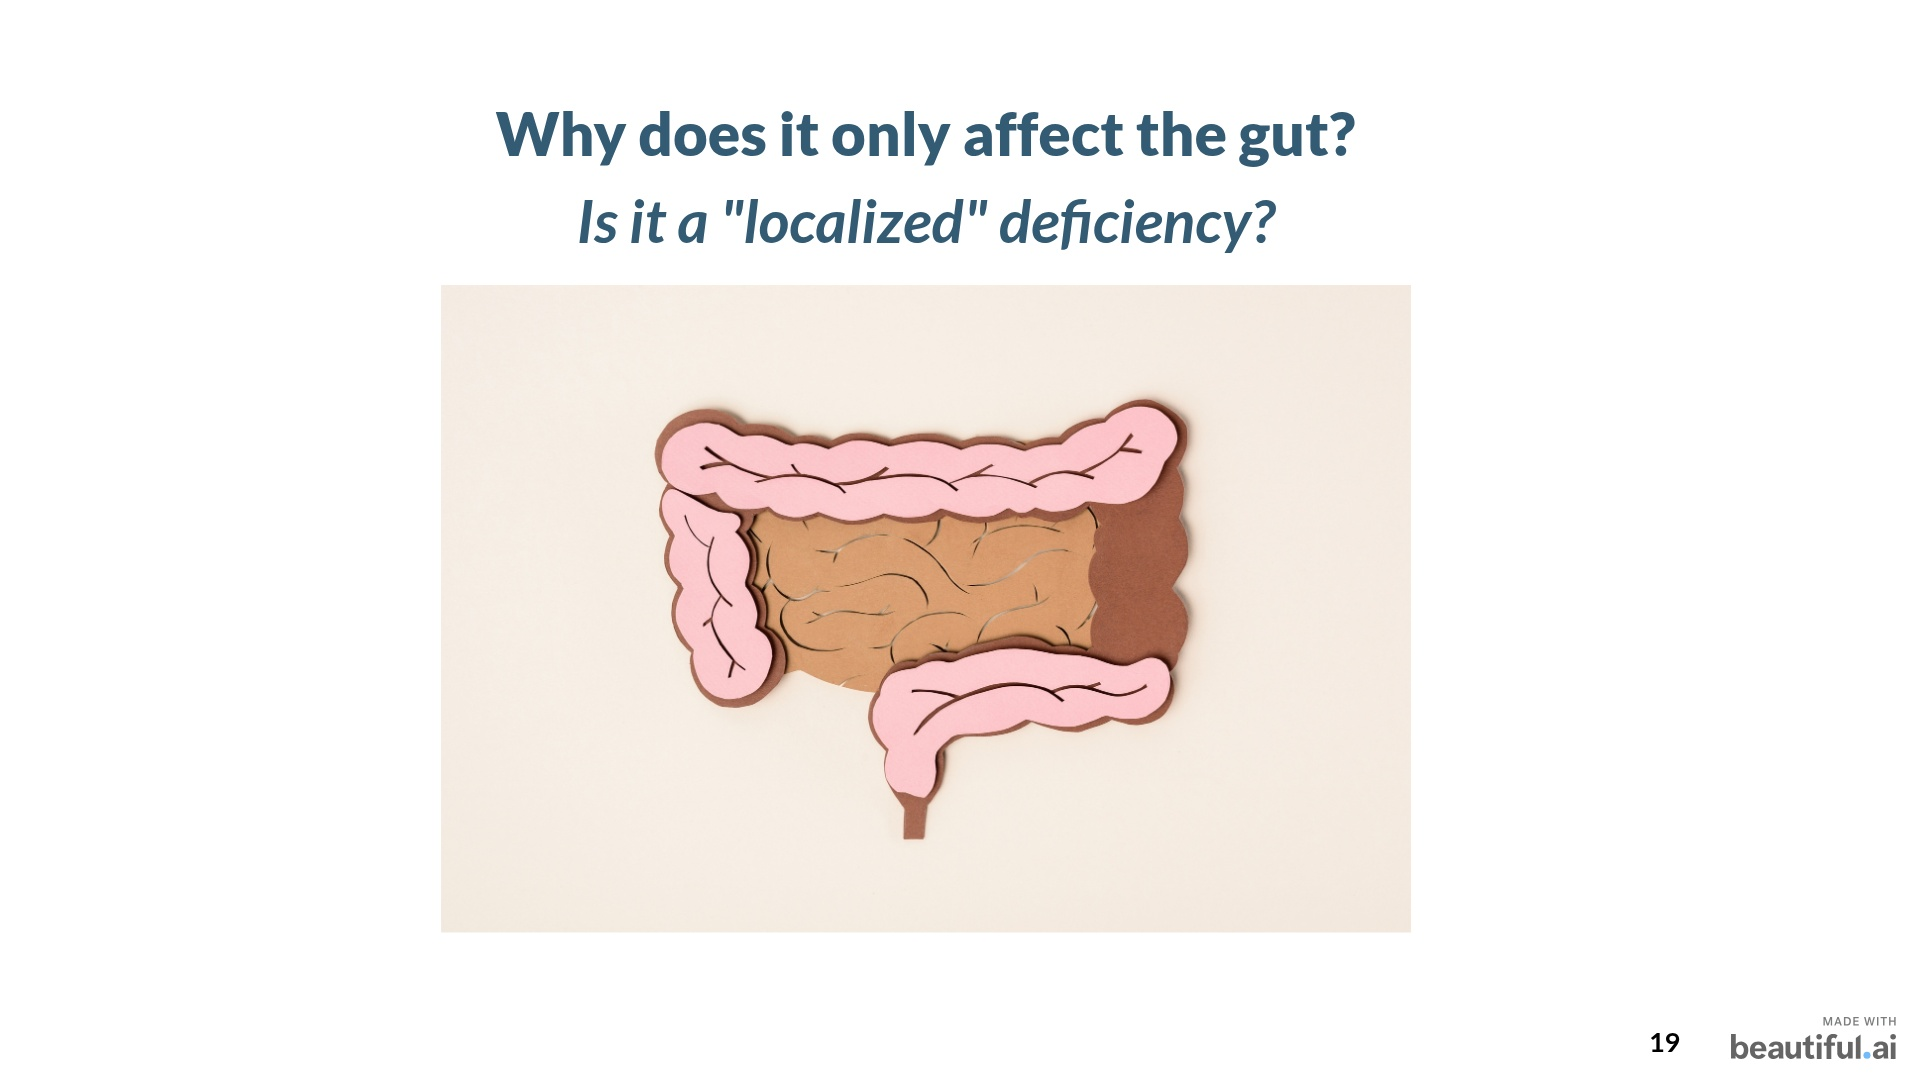 Why does it only affect the gut?
Is it a "localized" deficiency?
19
MADE WITH
beautiful.ai